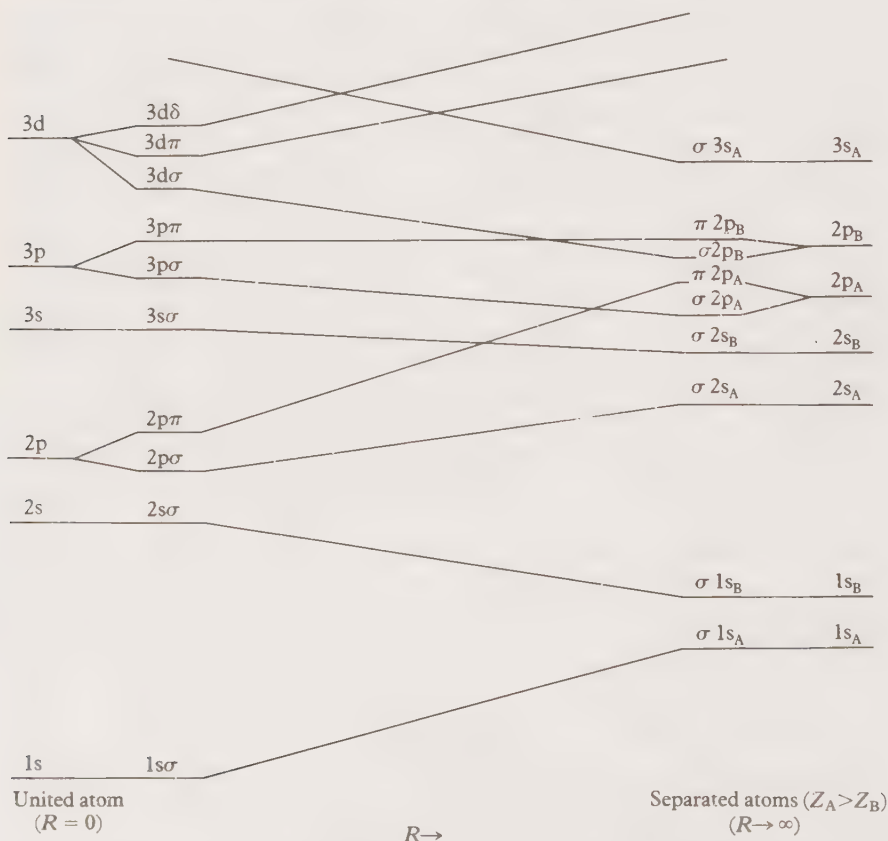 3d 3dδ
3dπ
3dσ
σ 3s_A 3s_A
3p 3pπ π 2p_B 2p_B
σ2p_B
3pσ π 2p_A 2p_A
σ 2p_A
3s 3sσ σ 2s_B 2s_B
2pπ σ 2s_A 2s_A
2p 2pσ
2s 2sσ
σ 1s_B 1s_B
σ 1s_A 1s_A
1s 1sσ
United atom
(R = 0)
R→
Separated atoms (Z_A>Z_B)
(R→∞)